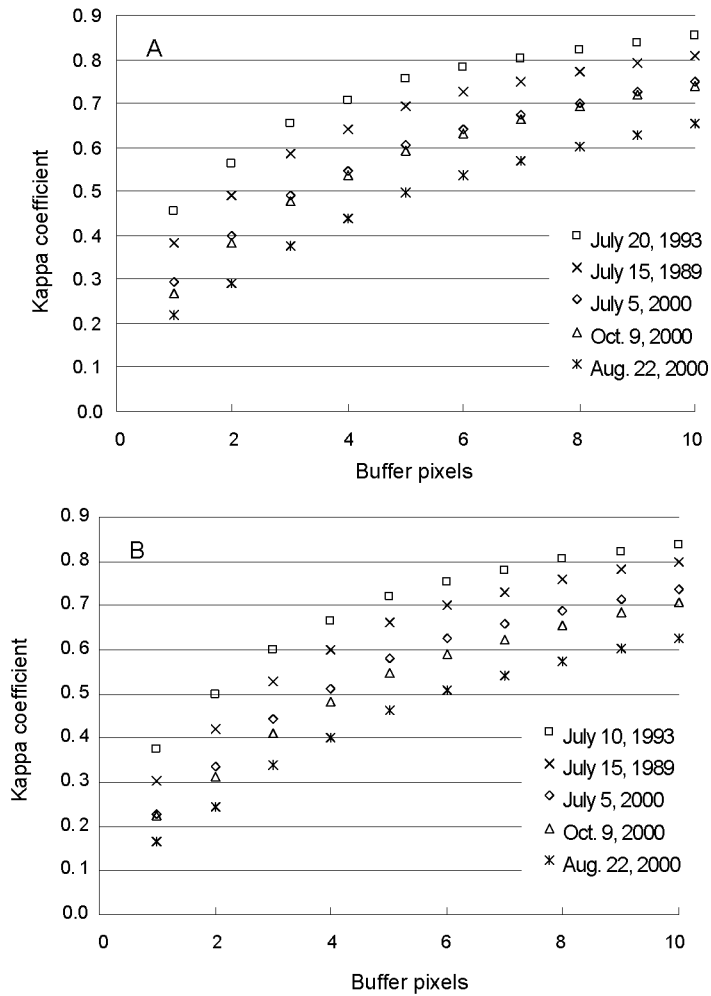 A
Kappa coefficient
0.9
0.8
0.7
0.6
0.5
0.4
0.3
0.2
0.1
0.0
July 20, 1993
July 15, 1989
July 5, 2000
Oct. 9, 2000
Aug. 22, 2000
0 2 4 6 8 10
Buffer pixels
B
Kappa coefficient
0.9
0.8
0.7
0.6
0.5
0.4
0.3
0.2
0.1
0.0
July 10, 1993
July 15, 1989
July 5, 2000
Oct. 9, 2000
Aug. 22, 2000
0 2 4 6 8 10
Buffer pixels